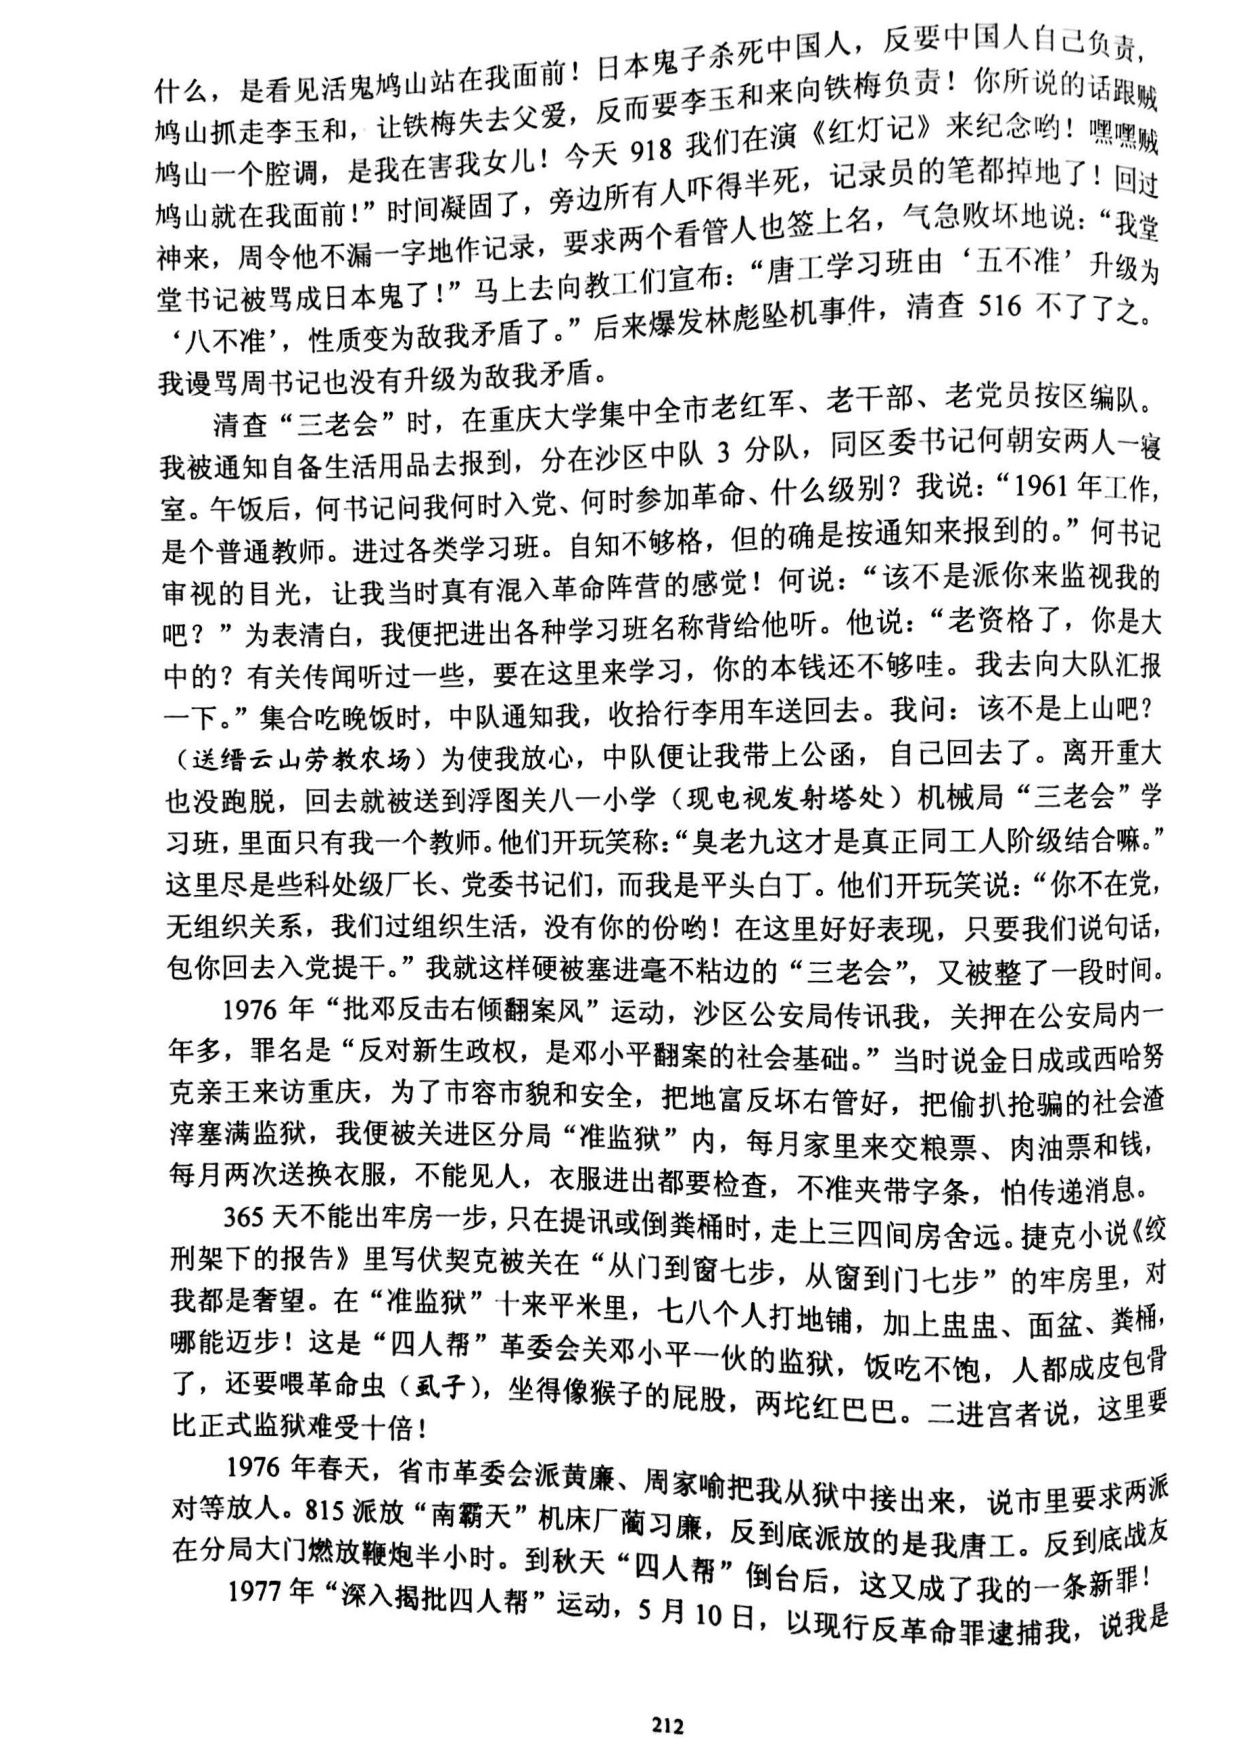 什么，是看见活鬼鸠山站在我面前！日本鬼子杀死中国人，反要中国人自己负责，
鸠山抓走李玉和，让铁梅失去父爱，反而要李玉和来向铁梅负责！你所说的话跟贼
鸠山一个腔调，是我在害我女儿！今天 918 我们在演《红灯记》来纪念哟！嘿嘿贼
鸠山就在我面前！”时间凝固了，旁边所有人吓得半死，记录员的笔都掉地了！回过
神来，周令他不漏一字地作记录，要求两个看管人也签上名，气急败坏地说：“我堂
堂书记被骂成日本鬼了！”马上去向教工们宣布：“唐工学习班由‘五不准’升级为
‘八不准’，性质变为敌我矛盾了。”后来爆发林彪坠机事件，清查 516 不了了之。
我谩骂周书记也没有升级为敌我矛盾。
清查“三老会”时，在重庆大学集中全市老红军、老干部、老党员按区编队。
我被通知自备生活用品去报到，分在沙区中队 3 分队，同区委书记何朝安两人一寝
室。午饭后，何书记问我何时入党、何时参加革命、什么级别？我说：“1961 年工作，
是个普通教师。进过各类学习班。自知不够格，但的确是按通知来报到的。”何书记
审视的目光，让我当时真有混入革命阵营的感觉！何说：“该不是派你来监视我的
吧？”为表清白，我便把进出各种学习班名称背给他听。他说：“老资格了，你是大
中的？有关传闻听过一些，要在这里来学习，你的本钱还不够哇。我去向大队汇报
一下。”集合吃晚饭时，中队通知我，收拾行李用车送回去。我问：该不是上山吧？
（送缙云山劳教农场）为使我放心，中队便让我带上公函，自己回去了。离开重大
也没跑脱，回去就被送到浮图关八一小学（现电视发射塔处）机械局“三老会”学
习班，里面只有我一个教师。他们开玩笑称：“臭老九这才是真正同工人阶级结合嘛。”
这里尽是些科处级厂长、党委书记们，而我是平头白丁。他们开玩笑说：“你不在党，
无组织关系，我们过组织生活，没有你的份哟！在这里好好表现，只要我们说句话，
包你回去入党提干。”我就这样硬被塞进毫不粘边的“三老会”，又被整了一段时间。
1976 年“批邓反击右倾翻案风”运动，沙区公安局传讯我，关押在公安局内一
年多，罪名是“反对新生政权，是邓小平翻案的社会基础。”当时说金日成或西哈努
克亲王来访重庆，为了市容市貌和安全，把地富反坏右管好，把偷扒抢骗的社会渣
滓塞满监狱，我便被关进区分局“准监狱”内，每月家里来交粮票、肉油票和钱，
每月两次送换衣服，不能见人，衣服进出都要检查，不准夹带字条，怕传递消息。
365 天不能出牢房一步，只在提讯或倒粪桶时，走上三四间房舍远。捷克小说《绞
刑架下的报告》里写伏契克被关在“从门到窗七步，从窗到门七步”的牢房里，对
我都是奢望。在“准监狱”十来平米里，七八个人打地铺，加上盅盅、面盆、粪桶，
哪能迈步！这是“四人帮”革委会关邓小平一伙的监狱，饭吃不饱，人都成皮包骨
了，还要喂革命虫（虱子），坐得像猴子的屁股，两坨红巴巴。二进宫者说，这里要
比正式监狱难受十倍！
1976 年春天，省市革委会派黄廉、周家喻把我从狱中接出来，说市里要求两派
对等放人。815 派放“南霸天”机床厂蔺习廉，反到底派放的是我唐工。反到底战友
在分局大门燃放鞭炮半小时。到秋天“四人帮”倒台后，这又成了我的一条新罪！
1977 年“深入揭批四人帮”运动，5 月 10 日，以现行反革命罪逮捕我，说我是
212